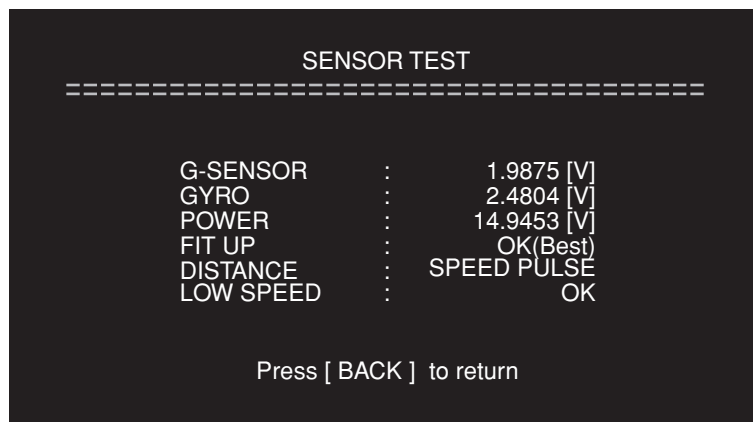 SENSOR TEST
=====================================
G-SENSOR : 1.9875 [V]
GYRO : 2.4804 [V]
POWER : 14.9453 [V]
FIT UP : OK(Best)
DISTANCE : SPEED PULSE
LOW SPEED : OK
Press [ BACK ] to return